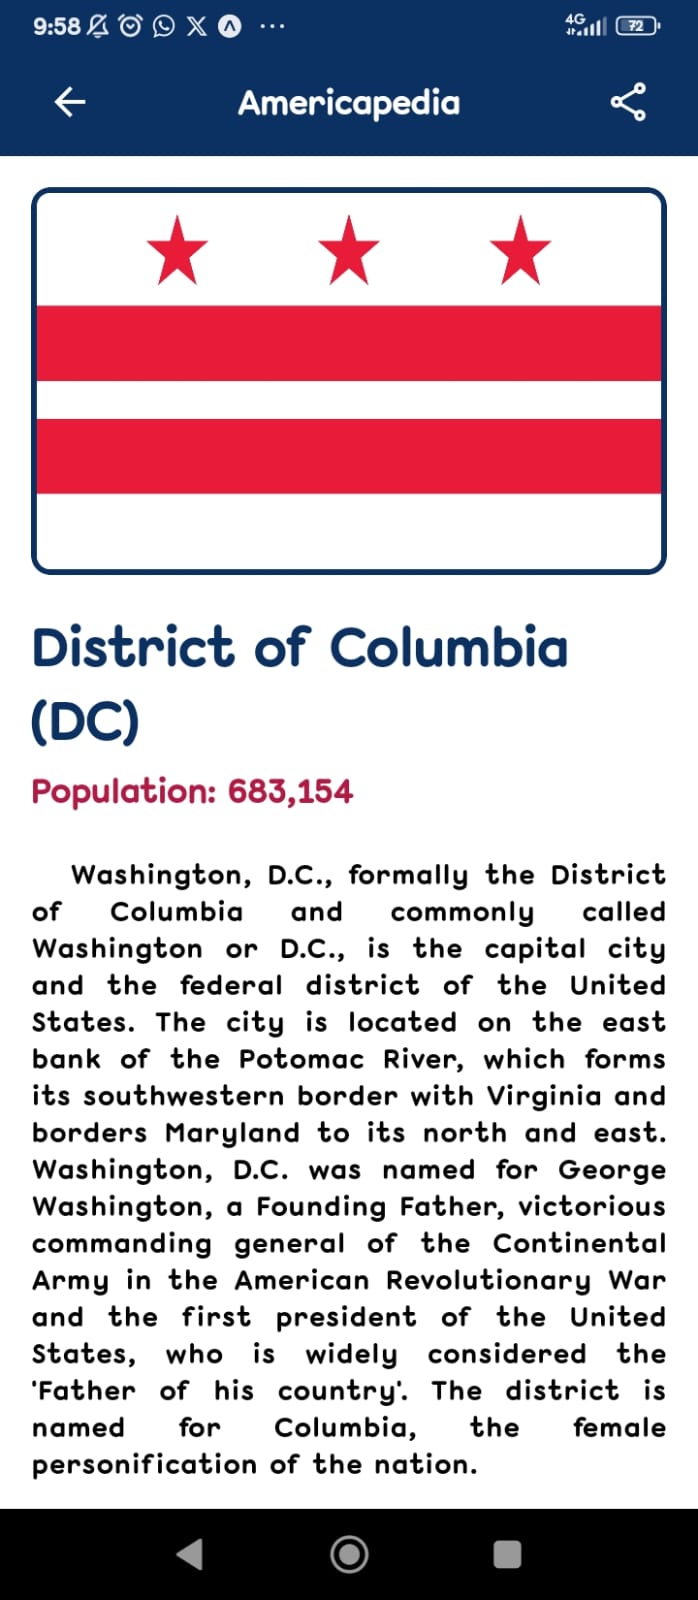 9:58
4G
72
Americapedia
District of Columbia
(DC)
Population: 683,154
Washington, D.C., formally the District
of Columbia and commonly called
Washington or D.C., is the capital city
and the federal district of the United
States. The city is located on the east
bank of the Potomac River, which forms
its southwestern border with Virginia and
borders Maryland to its north and east.
Washington, D.C. was named for George
Washington, a Founding Father, victorious
commanding general of the Continental
Army in the American Revolutionary War
and the first president of the United
States, who is widely considered the
'Father of his country'. The district is
named for Columbia, the female
personification of the nation.